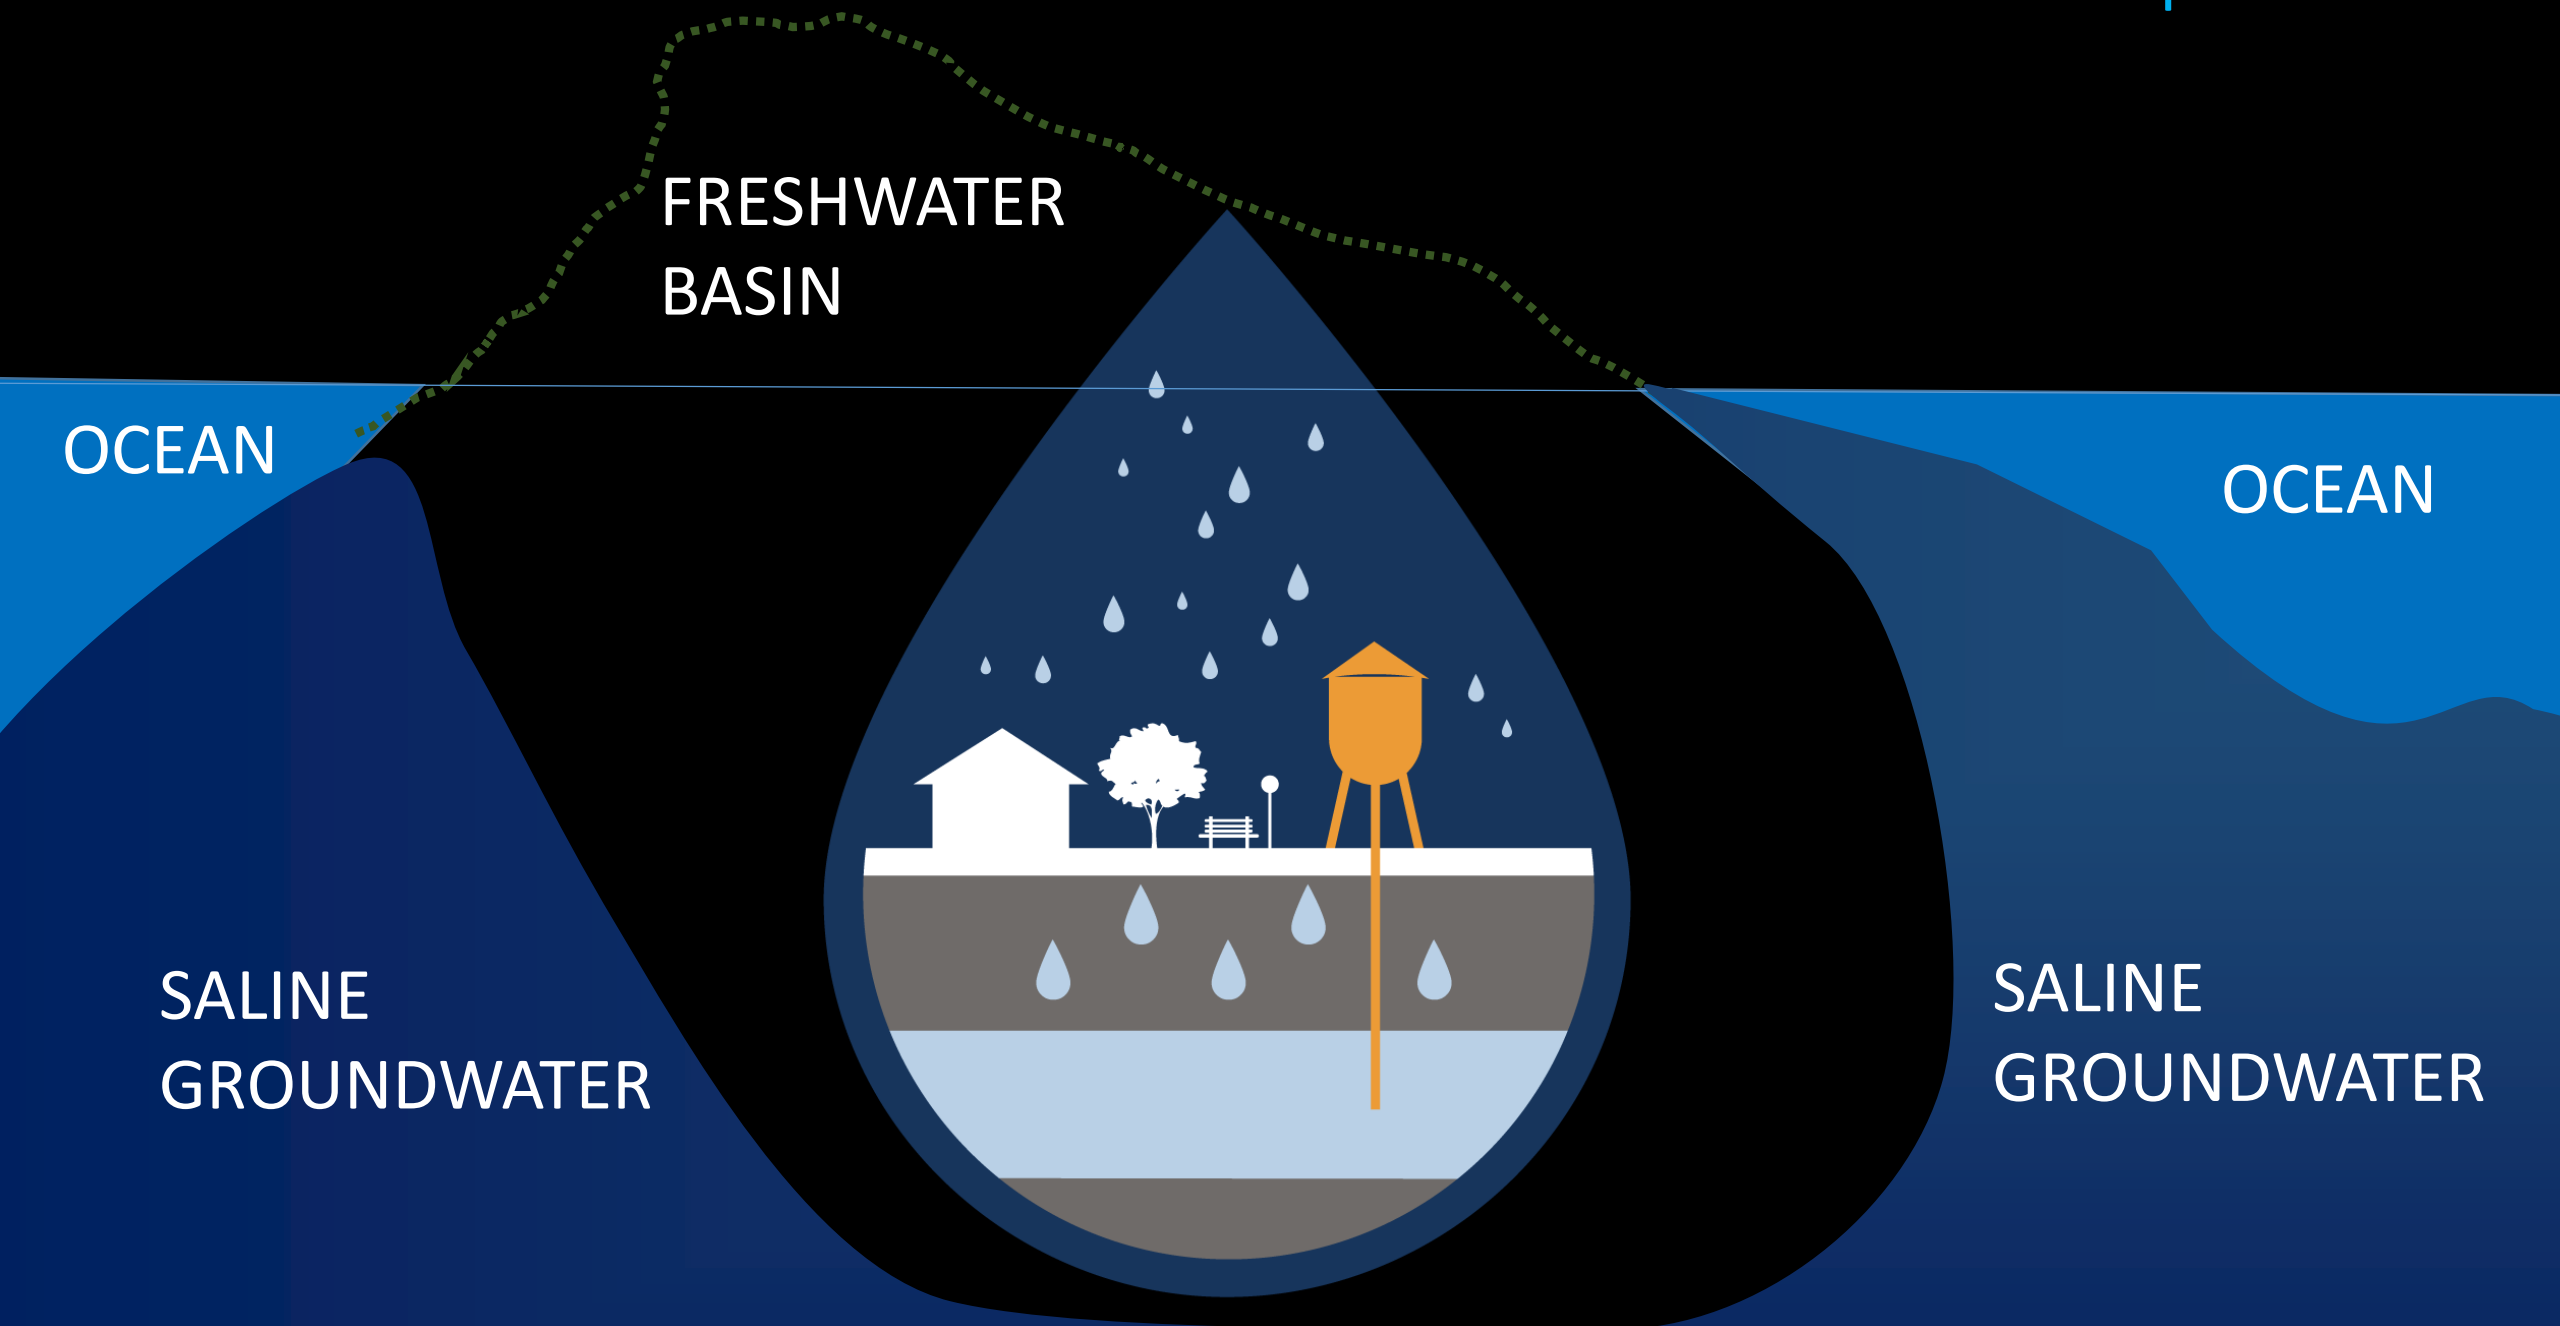 FRESHWATER
BASIN
OCEAN
OCEAN
SALINE
GROUNDWATER
SALINE
GROUNDWATER